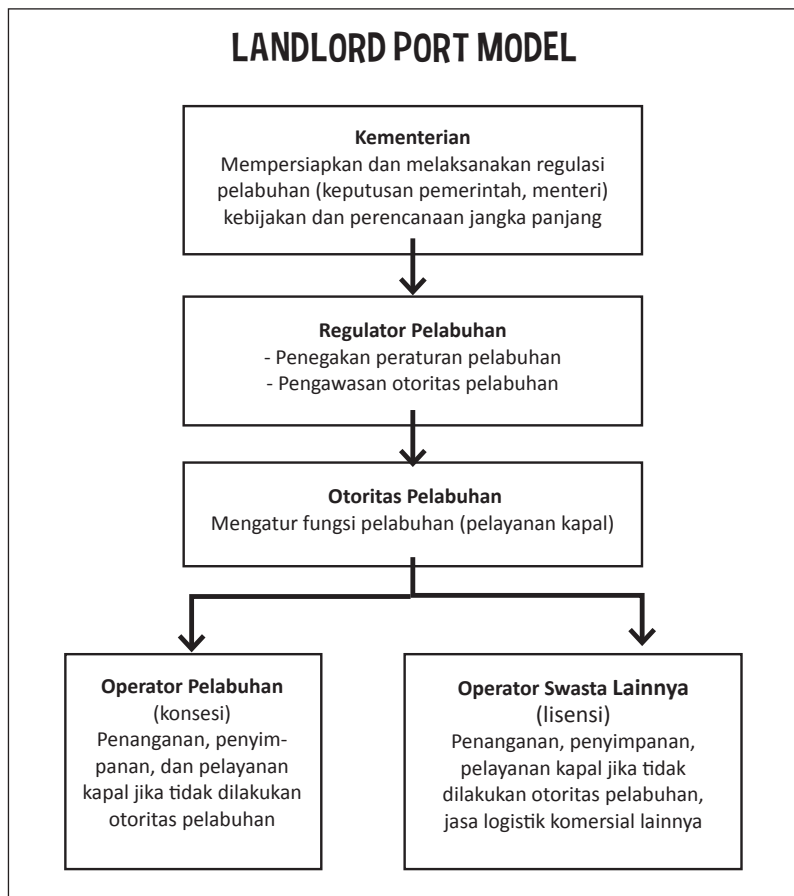 LANDLORD PORT MODEL
Kementerian
Mempersiapkan dan melaksanakan regulasi
pelabuhan (keputusan pemerintah, menteri)
kebijakan dan perencanaan jangka panjang
Regulator Pelabuhan
- Penegakan peraturan pelabuhan
- Pengawasan otoritas pelabuhan
Otoritas Pelabuhan
Mengatur fungsi pelabuhan (pelayanan kapal)
Operator Pelabuhan
(konsesi)
Penanganan, penyim-
panan, dan pelayanan
kapal jika tidak dilakukan
otoritas pelabuhan
Operator Swasta Lainnya
(lisensi)
Penanganan, penyimpanan,
pelayanan kapal jika tidak
dilakukan otoritas pelabuhan,
jasa logistik komersial lainnya